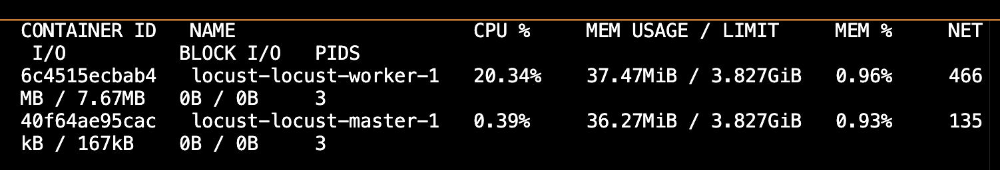 CONTAINER ID   NAME                     CPU %     MEM USAGE / LIMIT     MEM %     NET
 I/O          BLOCK I/O   PIDS
6c4515ecbab4   locust-locust-worker-1   20.34%    37.47MiB / 3.827GiB   0.96%     466
MB / 7.67MB   0B / 0B     3
40f64ae95cac   locust-locust-master-1   0.39%     36.27MiB / 3.827GiB   0.93%     135
kB / 167kB    0B / 0B     3